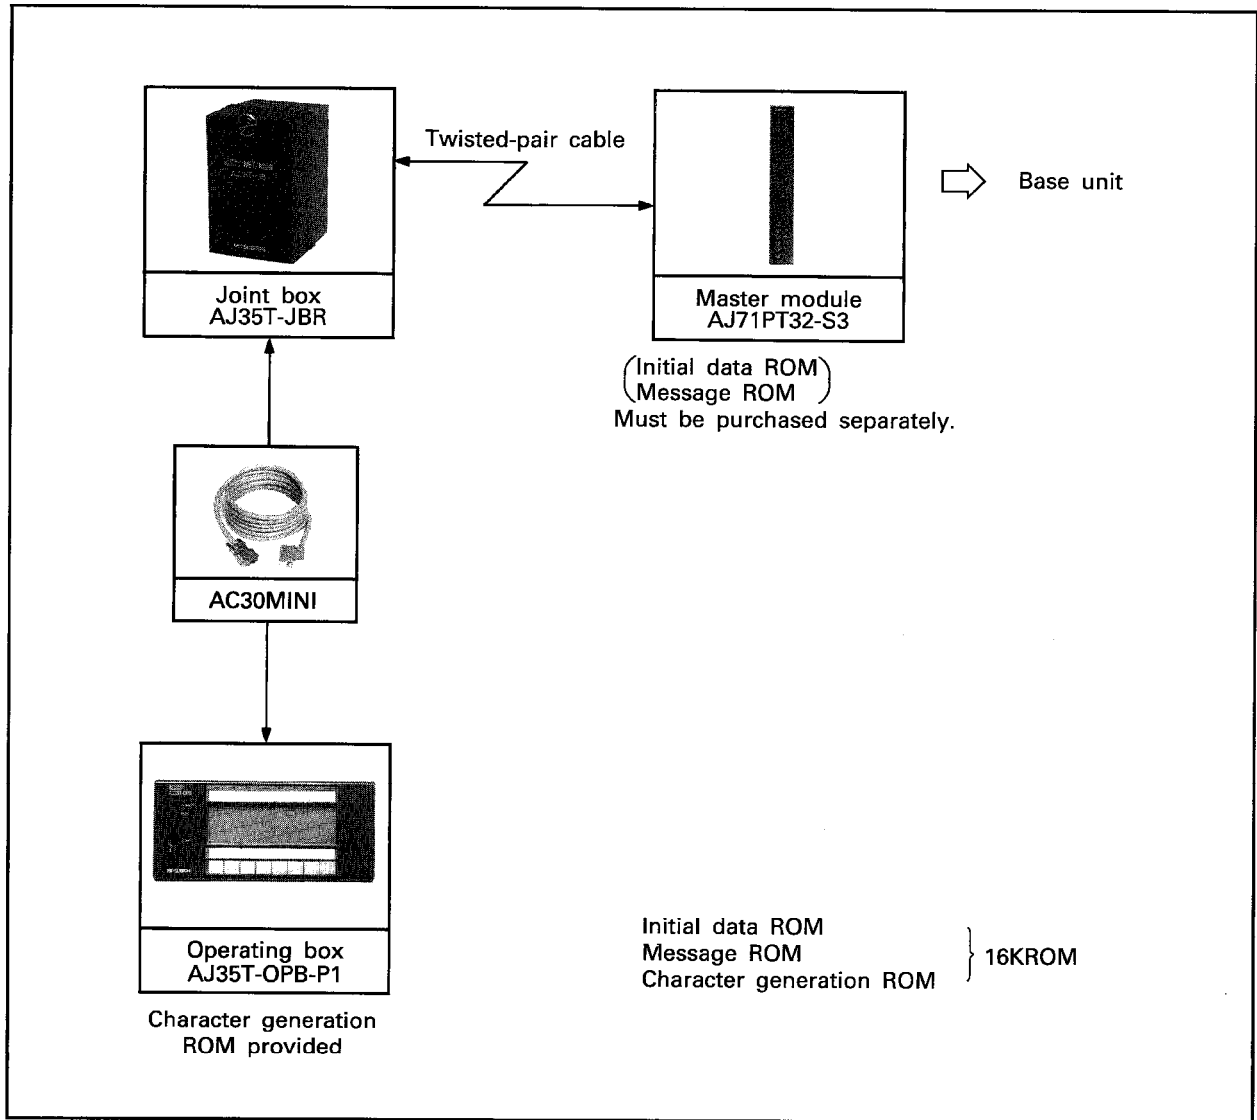 Twisted-pair cable
Base unit
Joint box
AJ35T-JBR
Master module
AJ71PT32-S3
(Initial data ROM)
(Message ROM)
Must be purchased separately.
AC30MINI
Operating box
AJ35T-OPB-P1
Character generation
ROM provided
Initial data ROM
Message ROM
Character generation ROM
16KROM